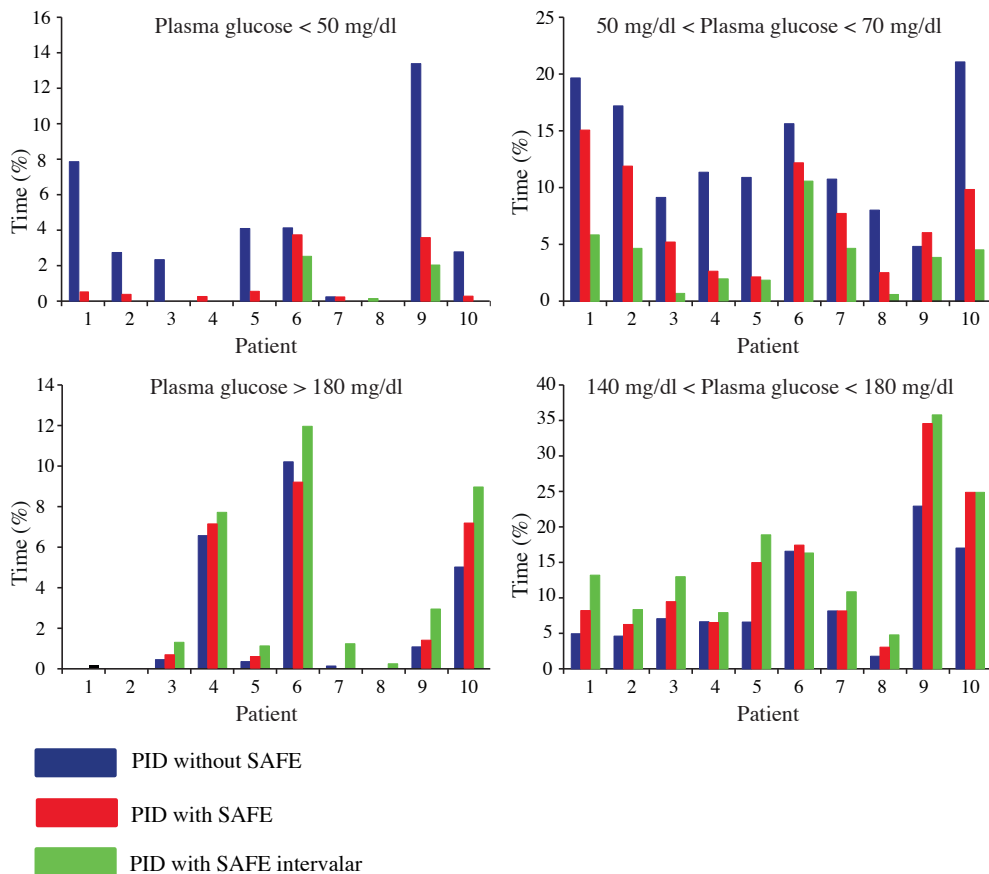 Plasma glucose < 50 mg/dl
Time (%)
16
14
12
10
8
6
4
2
0
1 2 3 4 5 6 7 8 9 10
Patient
50 mg/dl < Plasma glucose < 70 mg/dl
Time (%)
25
20
15
10
5
0
1 2 3 4 5 6 7 8 9 10
Patient
Plasma glucose > 180 mg/dl
Time (%)
14
12
10
8
6
4
2
0
1 2 3 4 5 6 7 8 9 10
Patient
140 mg/dl < Plasma glucose < 180 mg/dl
Time (%)
40
35
30
25
20
15
10
5
0
1 2 3 4 5 6 7 8 9 10
Patient
PID without SAFE
PID with SAFE
PID with SAFE intervalar